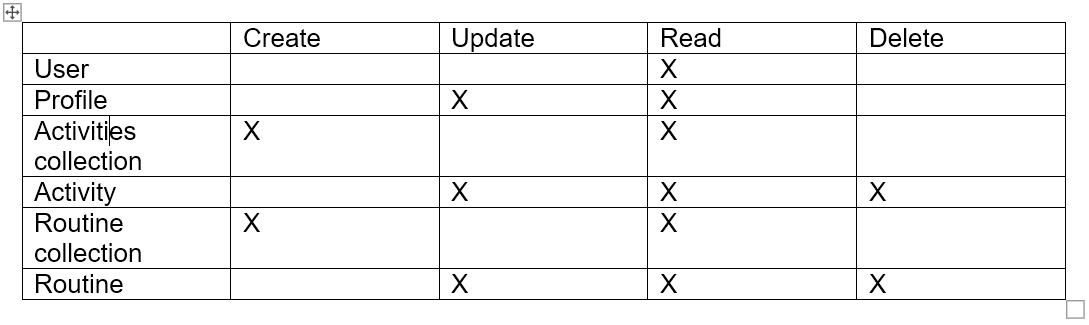 Create Update Read Delete
User X
Profile X X
Activities X X
collection
Activity X X X
Routine X X
collection
Routine X X X